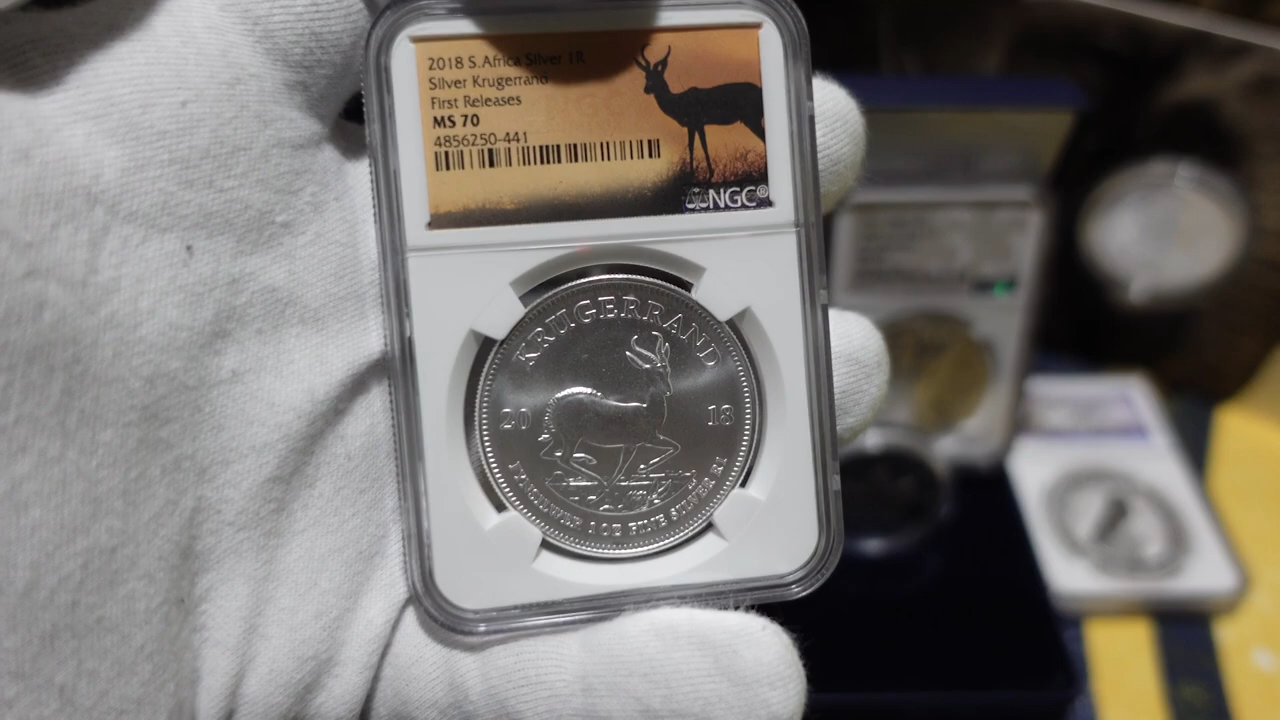 2018 S.Africa Silver 1R
Silver Krugerrand
First Releases
MS 70
4856250-441
NGC®
KRUGERRAND
20 18
FYNSILWER 1 OZ FINE SILVER R1